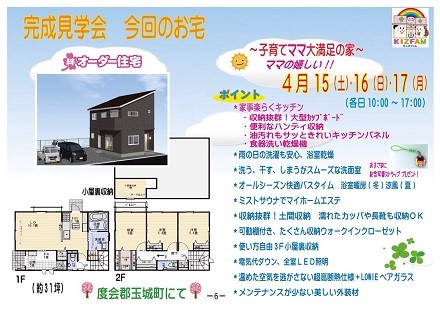 完成見学会 今回のお宅
KIZFAM
オーダー住宅
～子育てママ大満足の家～
ママの嬉しい!!
4月15(土)・16(日)・17(月)
(各日10:00～17:00)
ポイント
*家事楽らくキッチン
・収納抜群!大型カップボード
・便利なハンディ収納
・油汚れもサッときれいキッチンパネル
・食器洗い乾燥機
*雨の日の洗濯も安心、浴室乾燥
*洗う、干す、しまうがスムーズな洗面室
*オールシーズン快適バスタイム 浴室暖房(冬)涼風(夏)
*ミストサウナでマイホームエステ
*収納抜群!土間収納 濡れたカッパや長靴も収納OK
*可動棚付き、たくさん収納ウォークインクローゼット
*使い方自由3F小屋裏収納
*電気代ダウン、全室LED照明
*温めた空気を逃がさない超高断熱仕様+LOWIEペアガラス
*メンテナンスが少ない美しい外装材
小屋裏収納
1F
2F
(約31坪)
度会郡玉城町にて
-6-